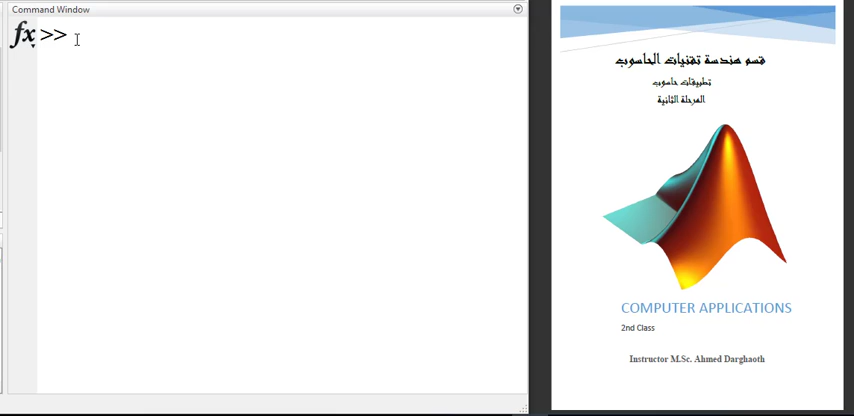 Command Window
fx >>
قسم هندسة تقنيات الحاسوب
تطبيقات حاسوب
المرحلة الثانية
COMPUTER APPLICATIONS
2nd Class
Instructor M.Sc. Ahmed Darghaoth